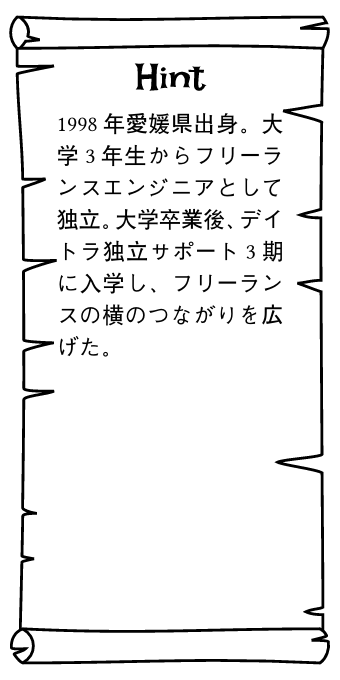 Hint
1998 年愛媛県出身。大
学 3 年生からフリーラ
ンスエンジニアとして
独立。大学卒業後、デイ
トラ独立サポート 3 期
に入学し、フリーラン
スの横のつながりを広
げた。